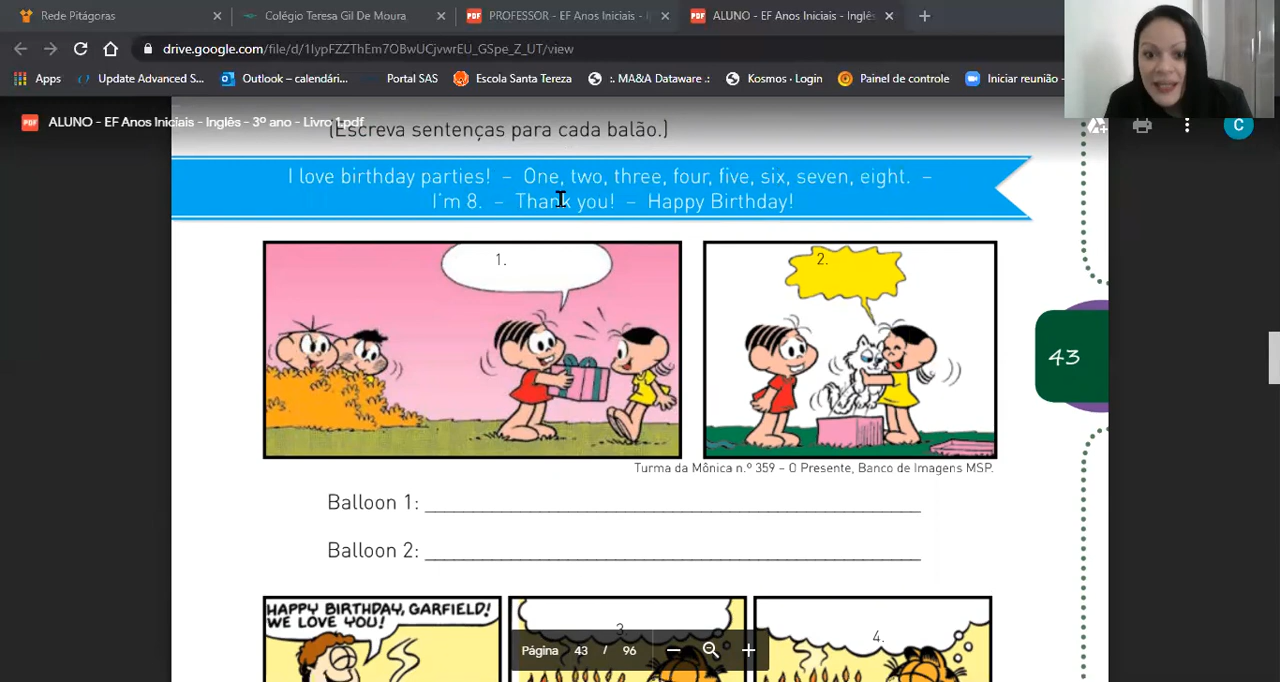 Rede Pitágoras
Colégio Teresa Gil De Moura
PROFESSOR - EF Anos Iniciais -
ALUNO - EF Anos Iniciais - Inglês
drive.google.com/file/d/1IypFZZThEm7OBwUCjvwrEU_GSpe_Z_UT/view
Apps
Update Advanced S...
Outlook – calendári...
Portal SAS
Escola Santa Tereza
:. MA&A Dataware .:
Kosmos · Login
Painel de controle
Iniciar reunião –
ALUNO - EF Anos Iniciais - Inglês - 3º ano - Livro 1.pdf
C
(Escreva sentenças para cada balão.)
I love birthday parties! – One, two, three, four, five, six, seven, eight. –
I'm 8. – Thank you! – Happy Birthday!
1.
2.
43
Turma da Mônica n.º 359 – O Presente, Banco de Imagens MSP.
Balloon 1:
Balloon 2:
HAPPY BIRTHDAY, GARFIELD!
WE LOVE YOU!
3.
4.
Página 43 / 96